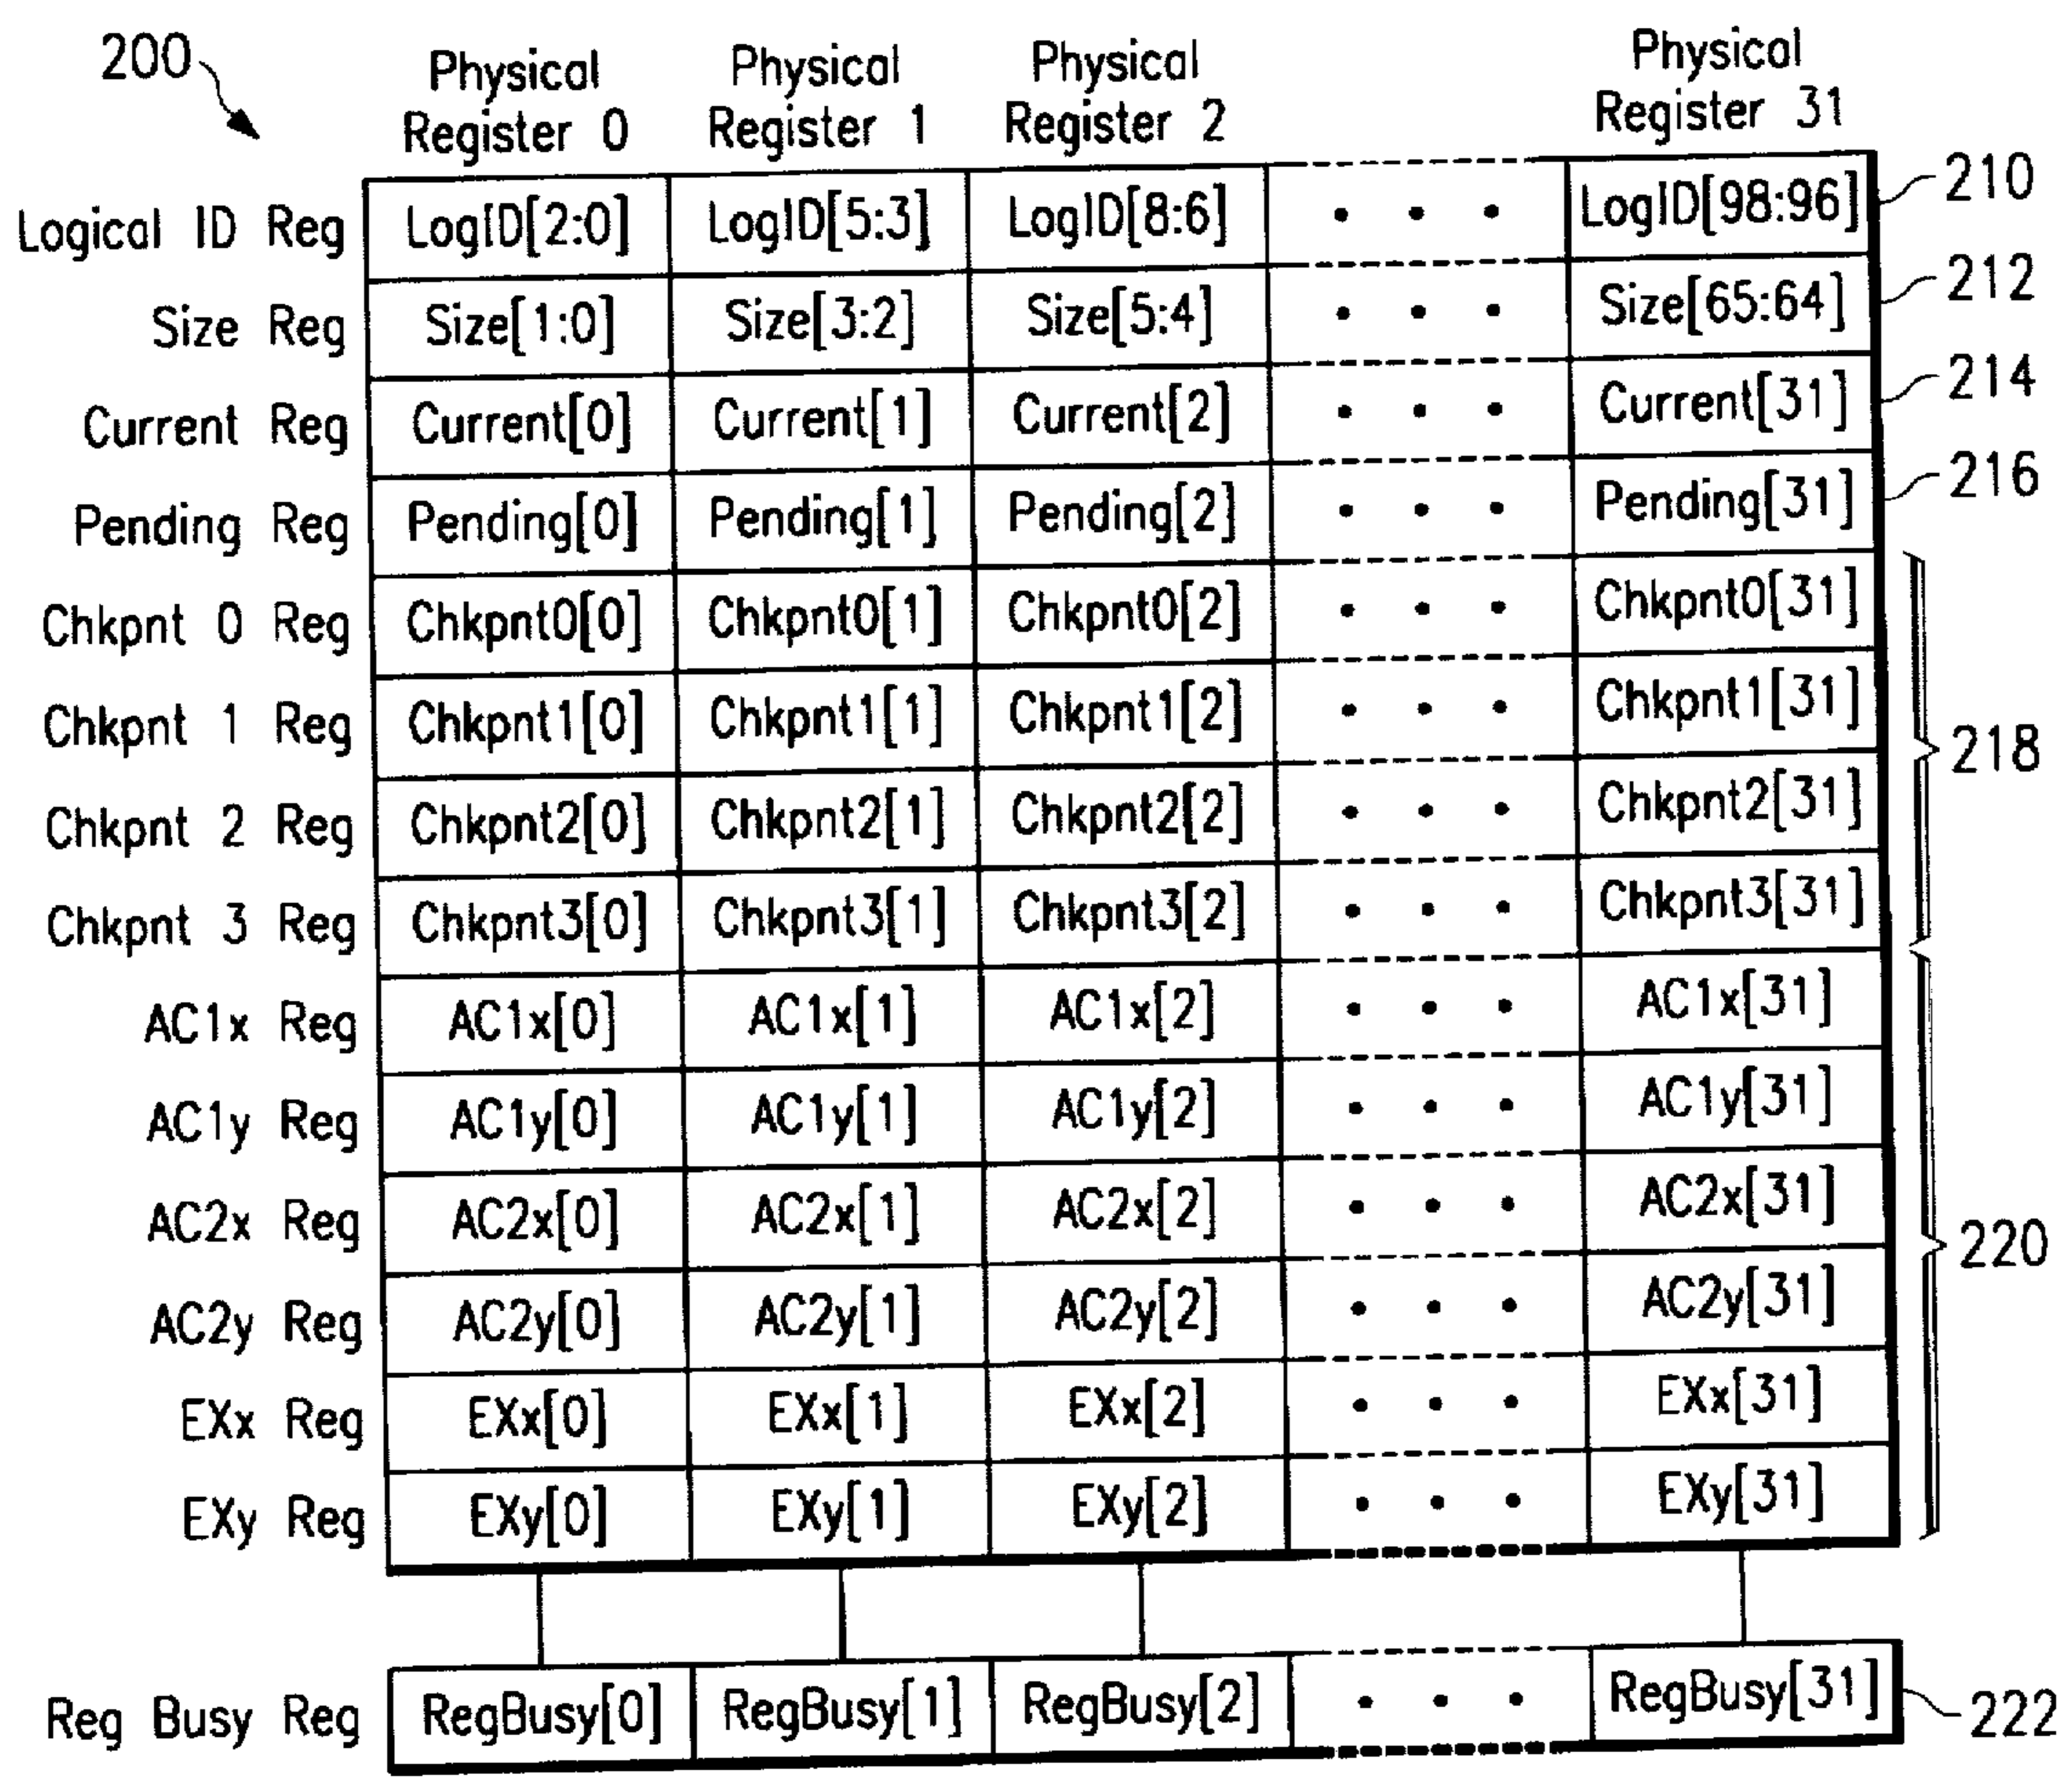 200
Physical Register 0
Physical Register 1
Physical Register 2
Physical Register 31
Logical ID Reg LogID[2:0] LogID[5:3] LogID[8:6] • • • LogID[98:96] 210
Size Reg Size[1:0] Size[3:2] Size[5:4] • • • Size[65:64] 212
Current Reg Current[0] Current[1] Current[2] • • • Current[31] 214
Pending Reg Pending[0] Pending[1] Pending[2] • • • Pending[31] 216
Chkpnt 0 Reg Chkpnt0[0] Chkpnt0[1] Chkpnt0[2] • • • Chkpnt0[31]
Chkpnt 1 Reg Chkpnt1[0] Chkpnt1[1] Chkpnt1[2] • • • Chkpnt1[31]
218
Chkpnt 2 Reg Chkpnt2[0] Chkpnt2[1] Chkpnt2[2] • • • Chkpnt2[31]
Chkpnt 3 Reg Chkpnt3[0] Chkpnt3[1] Chkpnt3[2] • • • Chkpnt3[31]
AC1x Reg AC1x[0] AC1x[1] AC1x[2] • • • AC1x[31]
AC1y Reg AC1y[0] AC1y[1] AC1y[2] • • • AC1y[31]
AC2x Reg AC2x[0] AC2x[1] AC2x[2] • • • AC2x[31]
220
AC2y Reg AC2y[0] AC2y[1] AC2y[2] • • • AC2y[31]
EXx Reg EXx[0] EXx[1] EXx[2] • • • EXx[31]
EXy Reg EXy[0] EXy[1] EXy[2] • • • EXy[31]
Reg Busy Reg RegBusy[0] RegBusy[1] RegBusy[2] • • • RegBusy[31] 222